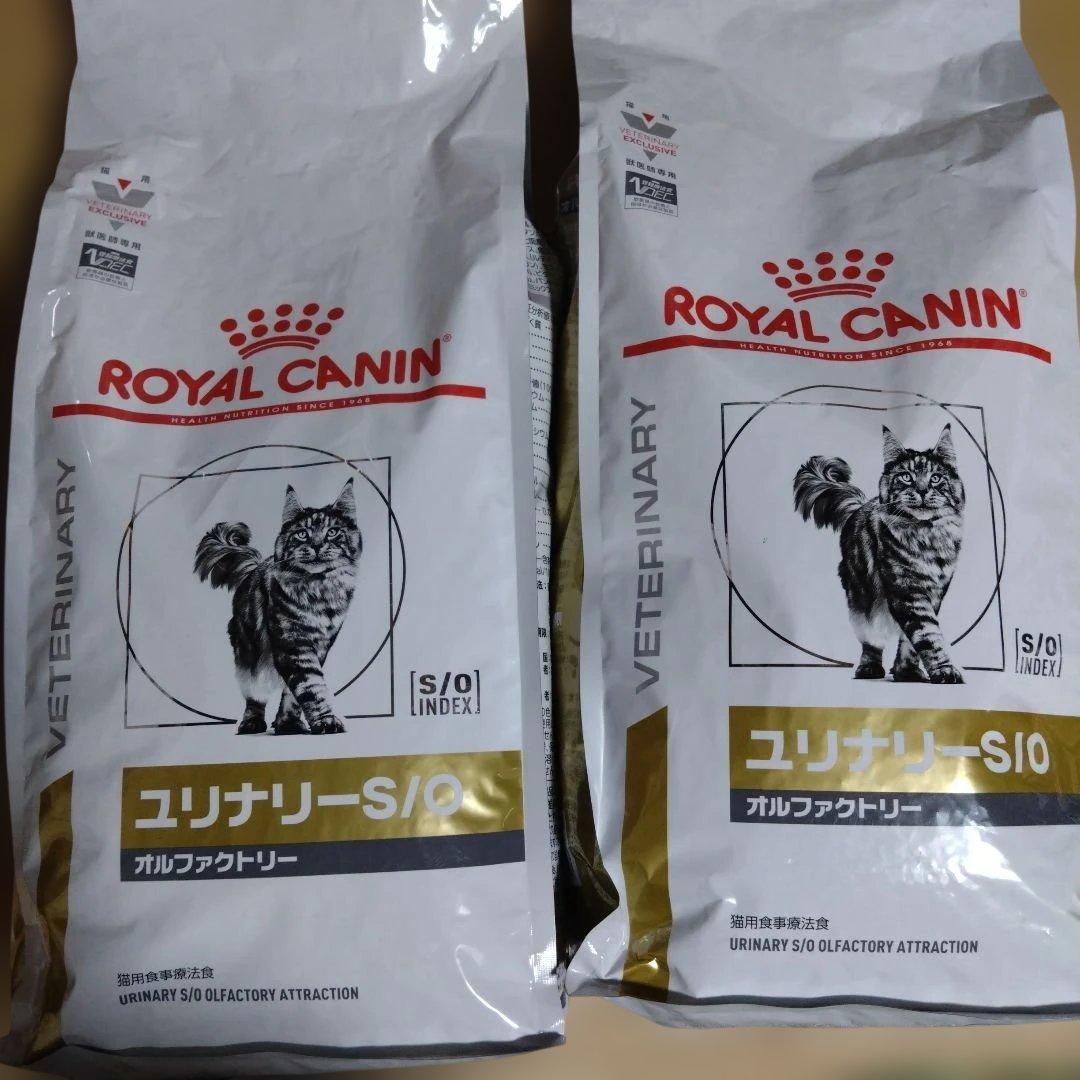 猫 用
VETERINARY
EXCLUSIVE
獣医師専用
VDEC
ROYAL CANIN®
HEALTH NUTRITION SINCE 1968
VETERINARY
S/O
INDEX
ユリナリーS/O
オルファクトリー
猫用食事療法食
URINARY S/O OLFACTORY ATTRACTION
猫 用
VETERINARY
EXCLUSIVE
獣医師専用
VDEC
ROYAL CANIN®
HEALTH NUTRITION SINCE 1968
VETERINARY
S/O
INDEX
ユリナリーS/O
オルファクトリー
猫用食事療法食
URINARY S/O OLFACTORY ATTRACTION